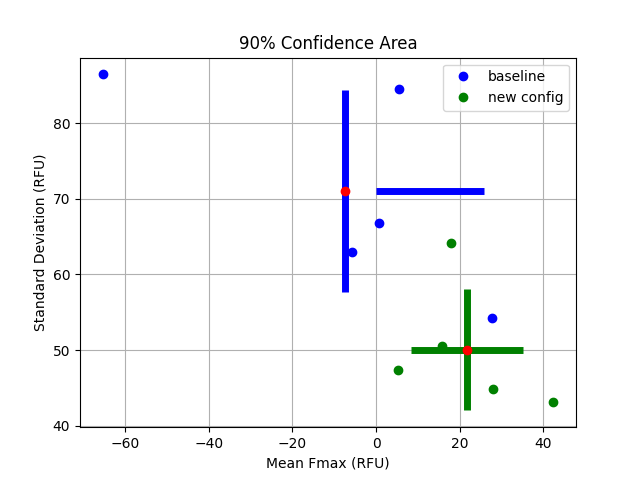 90% Confidence Area
baseline
new config
80
70
60
50
40
−60
−40
−20
0
20
40
Standard Deviation (RFU)
Mean Fmax (RFU)